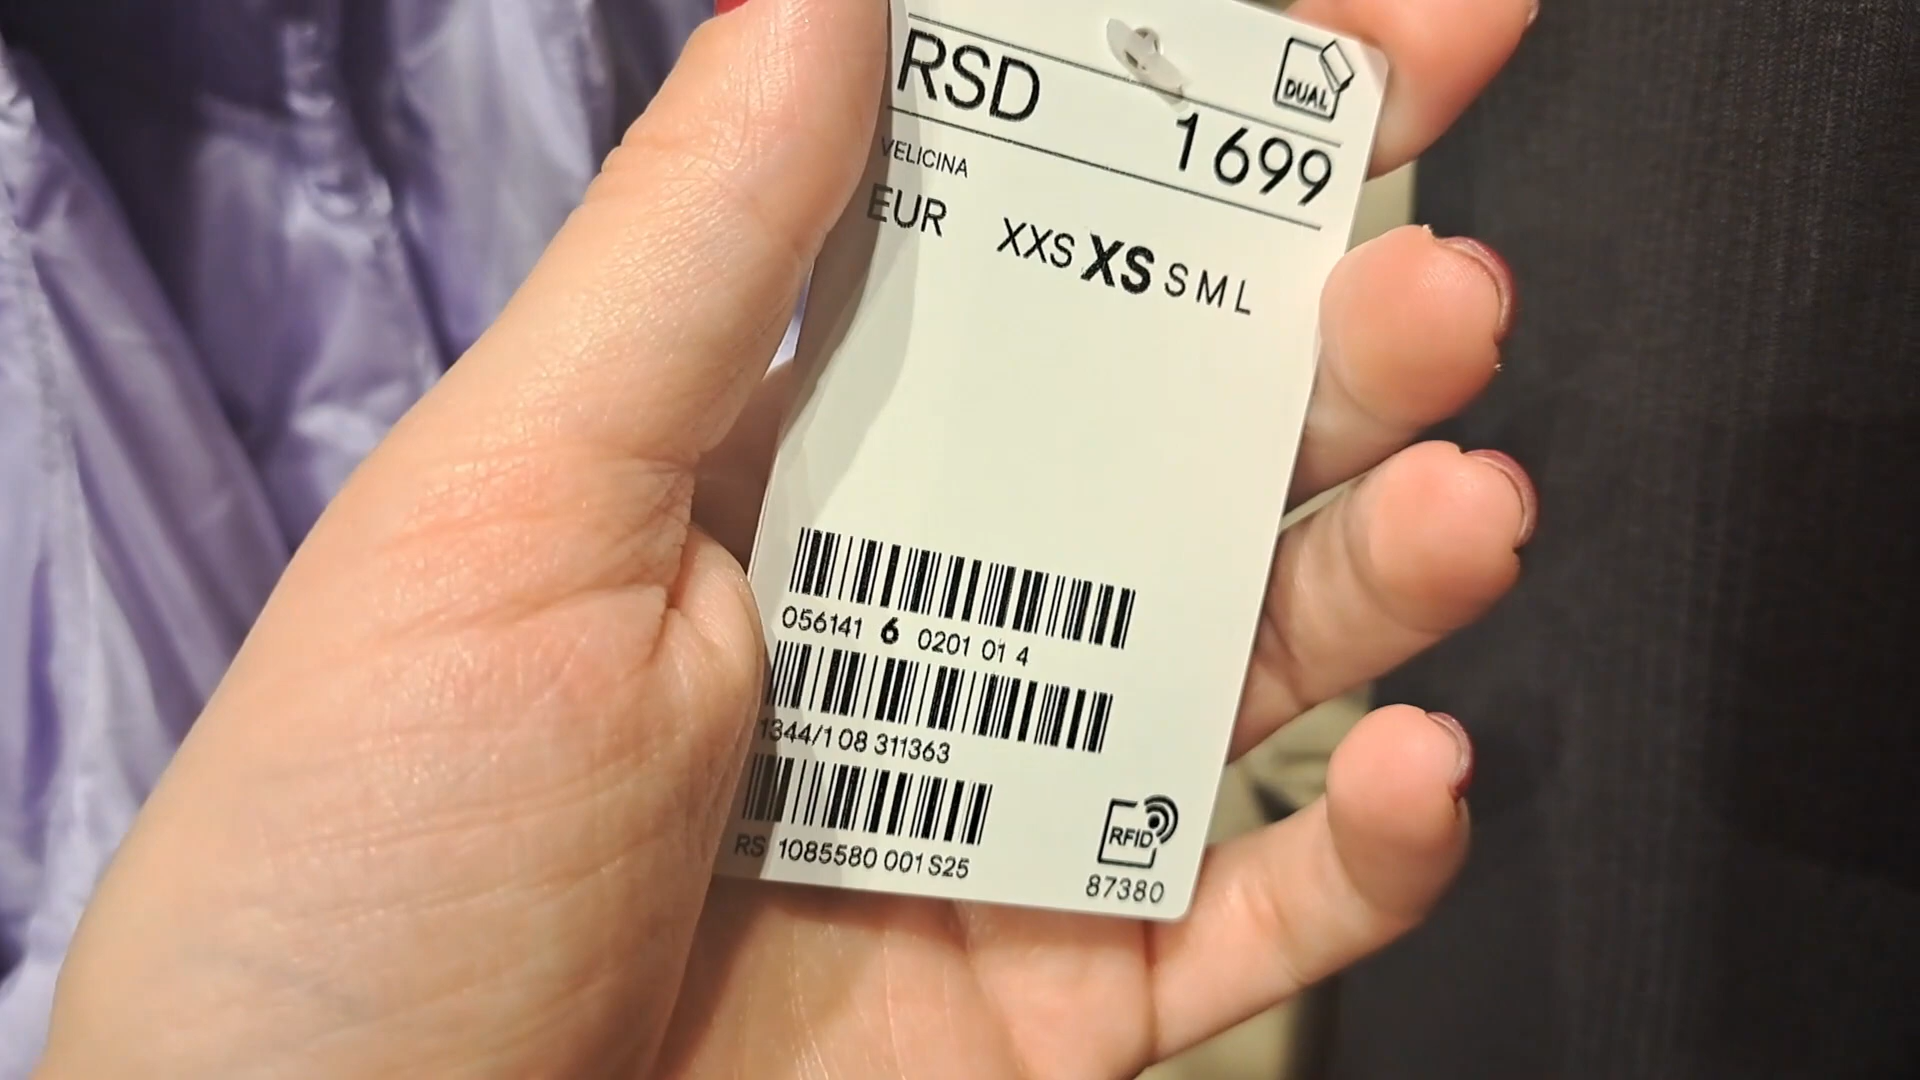 DUAL
RSD 1699
VELICINA
EUR XXS XS S M L
056141 6 0201 01 4
1344/1 08 311363
RS 1085580 001 S25
RFID
87380